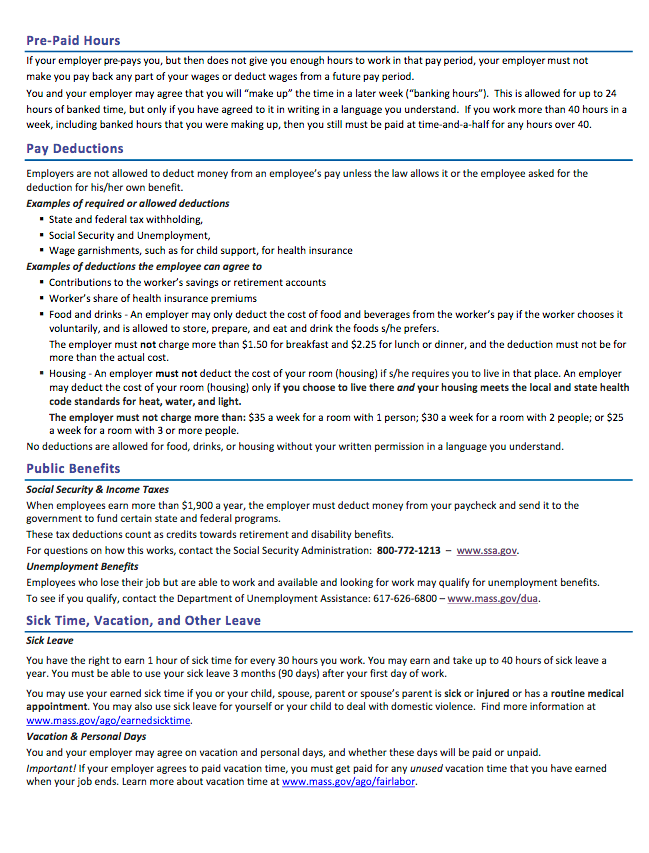 Pre-Paid Hours
If your employer pre-pays you, but then does not give you enough hours to work in that pay period, your employer must not
make you pay back any part of your wages or deduct wages from a future pay period.
You and your employer may agree that you will "make up" the time in a later week ("banking hours").  This is allowed for up to 24
hours of banked time, but only if you have agreed to it in writing in a language you understand.  If you work more than 40 hours in a
week, including banked hours that you were making up, then you still must be paid at time-and-a-half for any hours over 40.
Pay Deductions
Employers are not allowed to deduct money from an employee's pay unless the law allows it or the employee asked for the
deduction for his/her own benefit.
Examples of required or allowed deductions
▪ State and federal tax withholding,
▪ Social Security and Unemployment,
▪ Wage garnishments, such as for child support, for health insurance
Examples of deductions the employee can agree to
▪ Contributions to the worker's savings or retirement accounts
▪ Worker's share of health insurance premiums
▪ Food and drinks - An employer may only deduct the cost of food and beverages from the worker's pay if the worker chooses it
voluntarily, and is allowed to store, prepare, and eat and drink the foods s/he prefers.
The employer must not charge more than $1.50 for breakfast and $2.25 for lunch or dinner, and the deduction must not be for
more than the actual cost.
▪ Housing - An employer must not deduct the cost of your room (housing) if s/he requires you to live in that place. An employer
may deduct the cost of your room (housing) only if you choose to live there and your housing meets the local and state health
code standards for heat, water, and light.
The employer must not charge more than: $35 a week for a room with 1 person; $30 a week for a room with 2 people; or $25
a week for a room with 3 or more people.
No deductions are allowed for food, drinks, or housing without your written permission in a language you understand.
Public Benefits
Social Security & Income Taxes
When employees earn more than $1,900 a year, the employer must deduct money from your paycheck and send it to the
government to fund certain state and federal programs.
These tax deductions count as credits towards retirement and disability benefits.
For questions on how this works, contact the Social Security Administration:  800-772-1213  –  www.ssa.gov.
Unemployment Benefits
Employees who lose their job but are able to work and available and looking for work may qualify for unemployment benefits.
To see if you qualify, contact the Department of Unemployment Assistance: 617-626-6800 – www.mass.gov/dua.
Sick Time, Vacation, and Other Leave
Sick Leave
You have the right to earn 1 hour of sick time for every 30 hours you work. You may earn and take up to 40 hours of sick leave a
year. You must be able to use your sick leave 3 months (90 days) after your first day of work.
You may use your earned sick time if you or your child, spouse, parent or spouse's parent is sick or injured or has a routine medical
appointment. You may also use sick leave for yourself or your child to deal with domestic violence.  Find more information at
www.mass.gov/ago/earnedsicktime.
Vacation & Personal Days
You and your employer may agree on vacation and personal days, and whether these days will be paid or unpaid.
Important! If your employer agrees to paid vacation time, you must get paid for any unused vacation time that you have earned
when your job ends. Learn more about vacation time at www.mass.gov/ago/fairlabor.